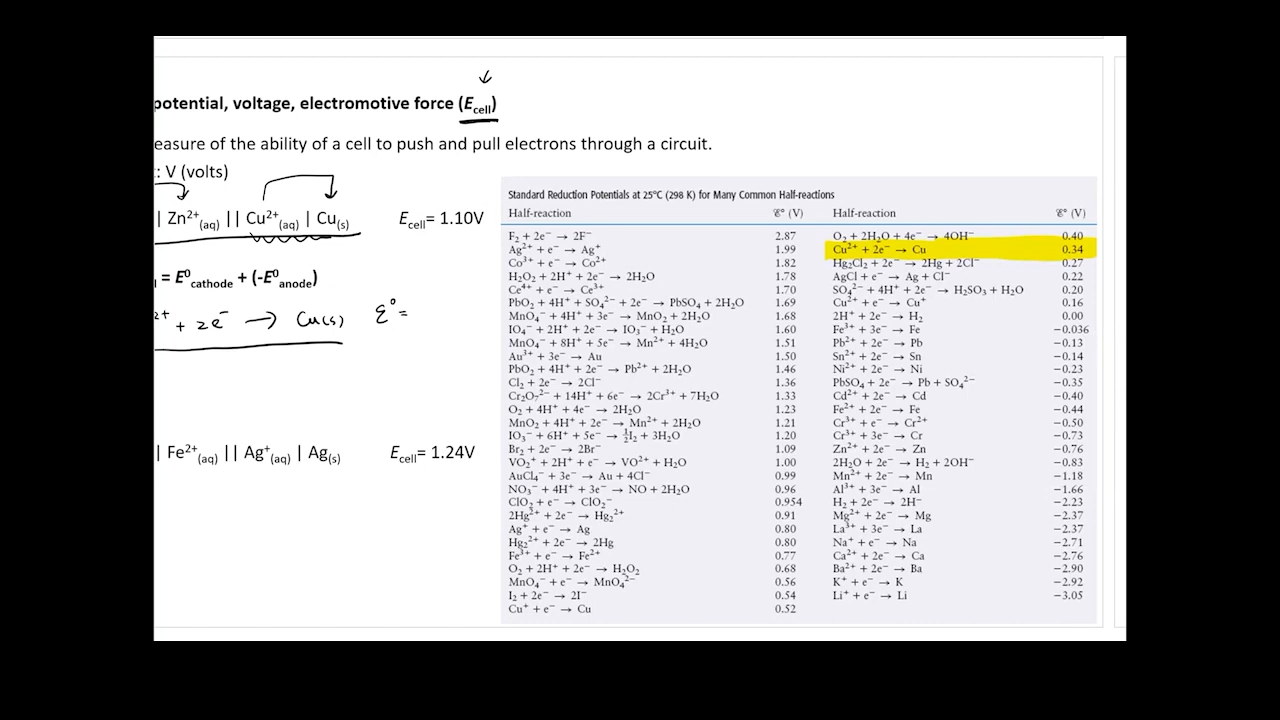 potential, voltage, electromotive force (Ecell)
easure of the ability of a cell to push and pull electrons through a circuit.
: V (volts)
| Zn²⁺(aq) || Cu²⁺(aq) | Cu(s) Ecell= 1.10V
l = E⁰cathode + (-E⁰anode)
²⁺ + 2e⁻ → Cu(s) ℰ° =
| Fe²⁺(aq) || Ag⁺(aq) | Ag(s) Ecell= 1.24V
Standard Reduction Potentials at 25°C (298 K) for Many Common Half-reactions
Half-reaction ℰ° (V) Half-reaction ℰ° (V)
F₂ + 2e⁻ → 2F⁻ 2.87 O₂ + 2H₂O + 4e⁻ → 4OH⁻ 0.40
Ag²⁺ + e⁻ → Ag⁺ 1.99 Cu²⁺ + 2e⁻ → Cu 0.34
Co³⁺ + e⁻ → Co²⁺ 1.82 Hg₂Cl₂ + 2e⁻ → 2Hg + 2Cl⁻ 0.27
H₂O₂ + 2H⁺ + 2e⁻ → 2H₂O 1.78 AgCl + e⁻ → Ag + Cl⁻ 0.22
Ce⁴⁺ + e⁻ → Ce³⁺ 1.70 SO₄²⁻ + 4H⁺ + 2e⁻ → H₂SO₃ + H₂O 0.20
PbO₂ + 4H⁺ + SO₄²⁻ + 2e⁻ → PbSO₄ + 2H₂O 1.69 Cu²⁺ + e⁻ → Cu⁺ 0.16
MnO₄⁻ + 4H⁺ + 3e⁻ → MnO₂ + 2H₂O 1.68 2H⁺ + 2e⁻ → H₂ 0.00
IO₄⁻ + 2H⁺ + 2e⁻ → IO₃⁻ + H₂O 1.60 Fe³⁺ + 3e⁻ → Fe −0.036
MnO₄⁻ + 8H⁺ + 5e⁻ → Mn²⁺ + 4H₂O 1.51 Pb²⁺ + 2e⁻ → Pb −0.13
Au³⁺ + 3e⁻ → Au 1.50 Sn²⁺ + 2e⁻ → Sn −0.14
PbO₂ + 4H⁺ + 2e⁻ → Pb²⁺ + 2H₂O 1.46 Ni²⁺ + 2e⁻ → Ni −0.23
Cl₂ + 2e⁻ → 2Cl⁻ 1.36 PbSO₄ + 2e⁻ → Pb + SO₄²⁻ −0.35
Cr₂O₇²⁻ + 14H⁺ + 6e⁻ → 2Cr³⁺ + 7H₂O 1.33 Cd²⁺ + 2e⁻ → Cd −0.40
O₂ + 4H⁺ + 4e⁻ → 2H₂O 1.23 Fe²⁺ + 2e⁻ → Fe −0.44
MnO₂ + 4H⁺ + 2e⁻ → Mn²⁺ + 2H₂O 1.21 Cr³⁺ + e⁻ → Cr²⁺ −0.50
IO₃⁻ + 6H⁺ + 5e⁻ → ½I₂ + 3H₂O 1.20 Cr³⁺ + 3e⁻ → Cr −0.73
Br₂ + 2e⁻ → 2Br⁻ 1.09 Zn²⁺ + 2e⁻ → Zn −0.76
VO₂⁺ + 2H⁺ + e⁻ → VO²⁺ + H₂O 1.00 2H₂O + 2e⁻ → H₂ + 2OH⁻ −0.83
AuCl₄⁻ + 3e⁻ → Au + 4Cl⁻ 0.99 Mn²⁺ + 2e⁻ → Mn −1.18
NO₃⁻ + 4H⁺ + 3e⁻ → NO + 2H₂O 0.96 Al³⁺ + 3e⁻ → Al −1.66
ClO₂ + e⁻ → ClO₂⁻ 0.954 H₂ + 2e⁻ → 2H⁻ −2.23
2Hg²⁺ + 2e⁻ → Hg₂²⁺ 0.91 Mg²⁺ + 2e⁻ → Mg −2.37
Ag⁺ + e⁻ → Ag 0.80 La³⁺ + 3e⁻ → La −2.37
Hg₂²⁺ + 2e⁻ → 2Hg 0.80 Na⁺ + e⁻ → Na −2.71
Fe³⁺ + e⁻ → Fe²⁺ 0.77 Ca²⁺ + 2e⁻ → Ca −2.76
O₂ + 2H⁺ + 2e⁻ → H₂O₂ 0.68 Ba²⁺ + 2e⁻ → Ba −2.90
MnO₄⁻ + e⁻ → MnO₄²⁻ 0.56 K⁺ + e⁻ → K −2.92
I₂ + 2e⁻ → 2I⁻ 0.54 Li⁺ + e⁻ → Li −3.05
Cu⁺ + e⁻ → Cu 0.52